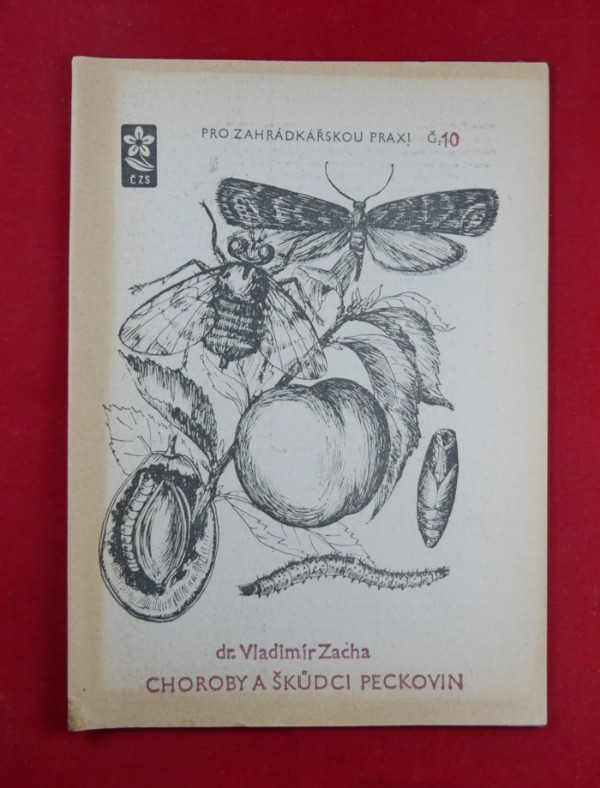 PRO ZAHRÁDKÁŘSKOU PRAXI Č.10
ČZS
dr. Vladimír Zacha
CHOROBY A ŠKŮDCI PECKOVIN